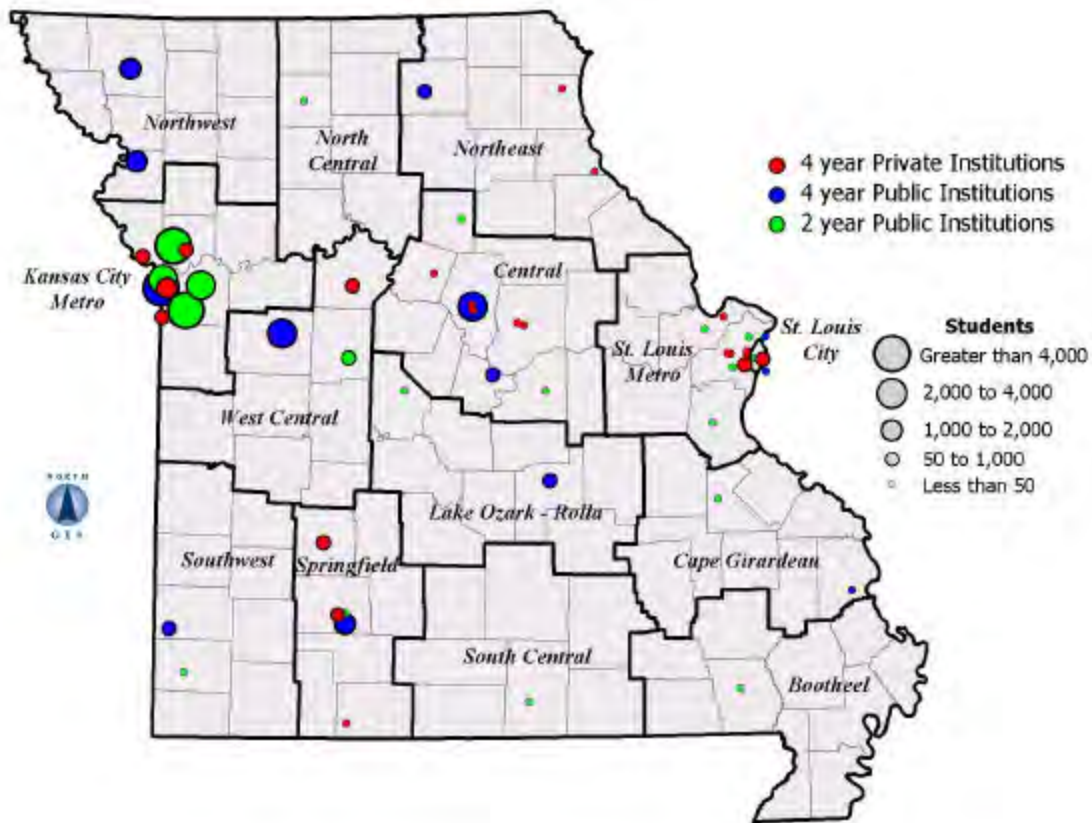 Northwest
North
Central
Northeast
4 year Private Institutions
4 year Public Institutions
2 year Public Institutions
Kansas City
Metro
Central
St. Louis
Metro
St. Louis
City
Students
Greater than 4,000
2,000 to 4,000
1,000 to 2,000
50 to 1,000
Less than 50
West Central
NORTH
Lake Ozark - Rolla
Southwest
Springfield
Cape Girardeau
South Central
Bootheel